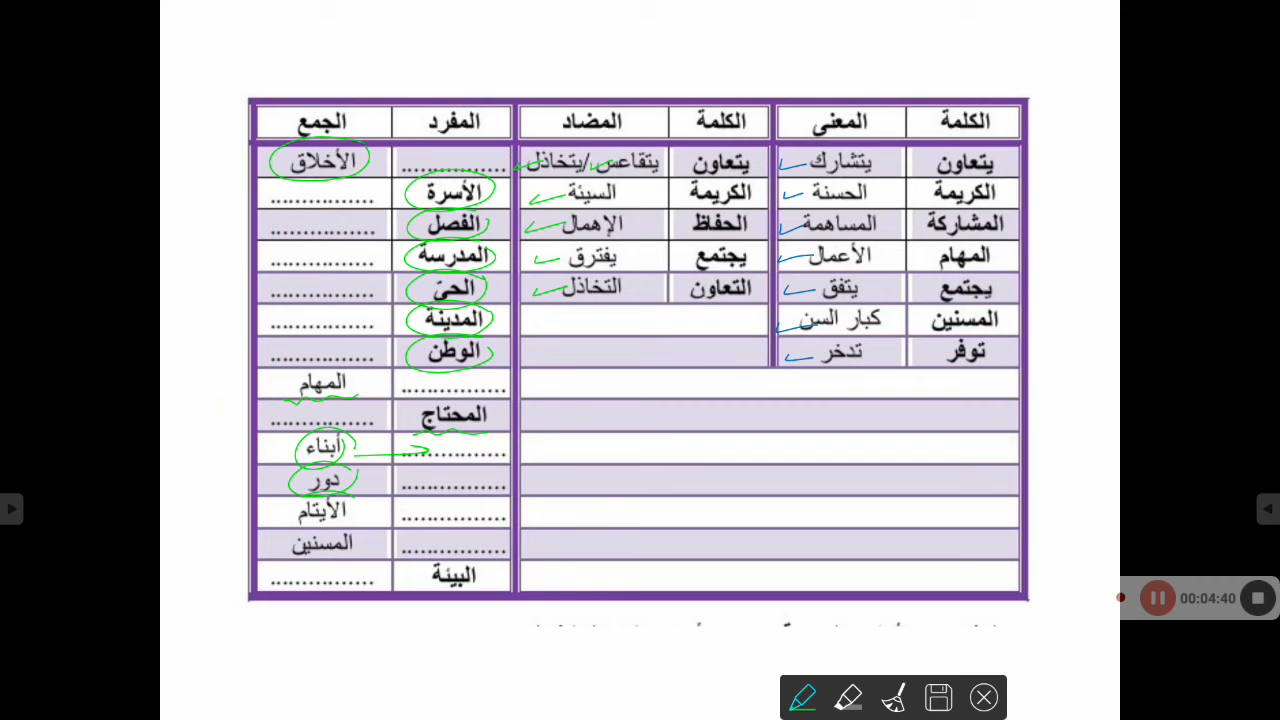 الكلمة المعنى الكلمة المضاد المفرد الجمع
يتعاون يتشارك يتعاون يتقاعس/يتخاذل ............... الأخلاق
الكريمة الحسنة الكريمة السيئة الأسرة ...............
المشاركة المساهمة الحفاظ الإهمال الفصل ...............
المهام الأعمال يجتمع يفترق المدرسة ...............
يجتمع يتفق التعاون التخاذل الحىّ ...............
المسنين كبار السن المدينة ...............
توفر تدخر الوطن ...............
............... المهام
المحتاج ...............
............... أبناء
............... دور
............... الأيتام
............... المسنين
البيئة ...............
00:04:40